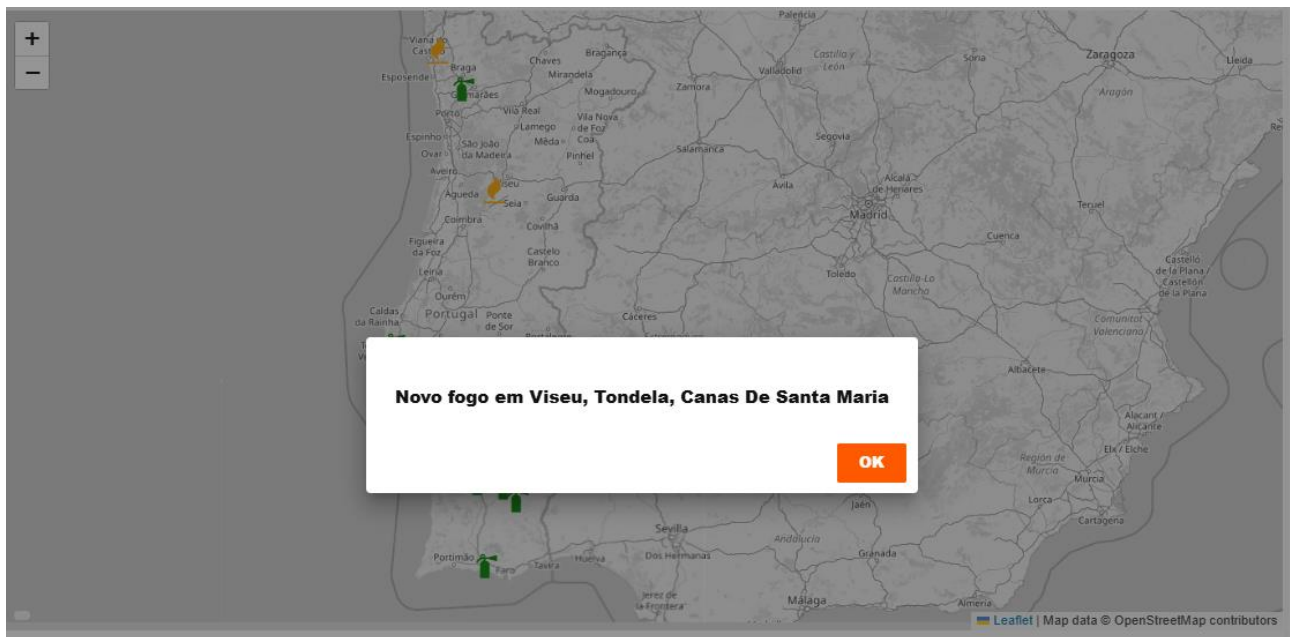 +
−
Palencia
Viana do
Castelo
Braga
Esposende
Chaves
Bragança
Mirandela
Mogadouro
Zamora
Valladolid
Castilla y
León
Soria
Zaragoza
Lleida
Aragón
Porto
Vila Real
Lamego
Vila Nova
de Foz
Coa
Espinho
São João
da Madeira
Mêda
Pinhel
Ovar
Aveiro
Salamanca
Segovia
Ávila
Alcalá
de Henares
Madrid
Teruel
Águeda
Seia
Guarda
Coimbra
Covilhã
Cuenca
Figueira
da Foz
Castelo
Branco
Leiria
Toledo
Castilla-La
Mancha
Castelló
de la Plana /
Castellón
de la Plana
Ourém
Caldas
da Rainha
Portugal
Ponte
de Sor
Cáceres
Comunitat
Valenciana
Albacete
Novo fogo em Viseu, Tondela, Canas De Santa Maria
OK
Alacant /
Alicante
Elx / Elche
Región de
Murcia
Murcia
Lorca
Cartagena
Jaén
Sevilla
Dos Hermanas
Andalucía
Granada
Portimão
Faro
Tavira
Huelva
Jerez de
la Frontera
Málaga
Almería
Leaflet | Map data © OpenStreetMap contributors